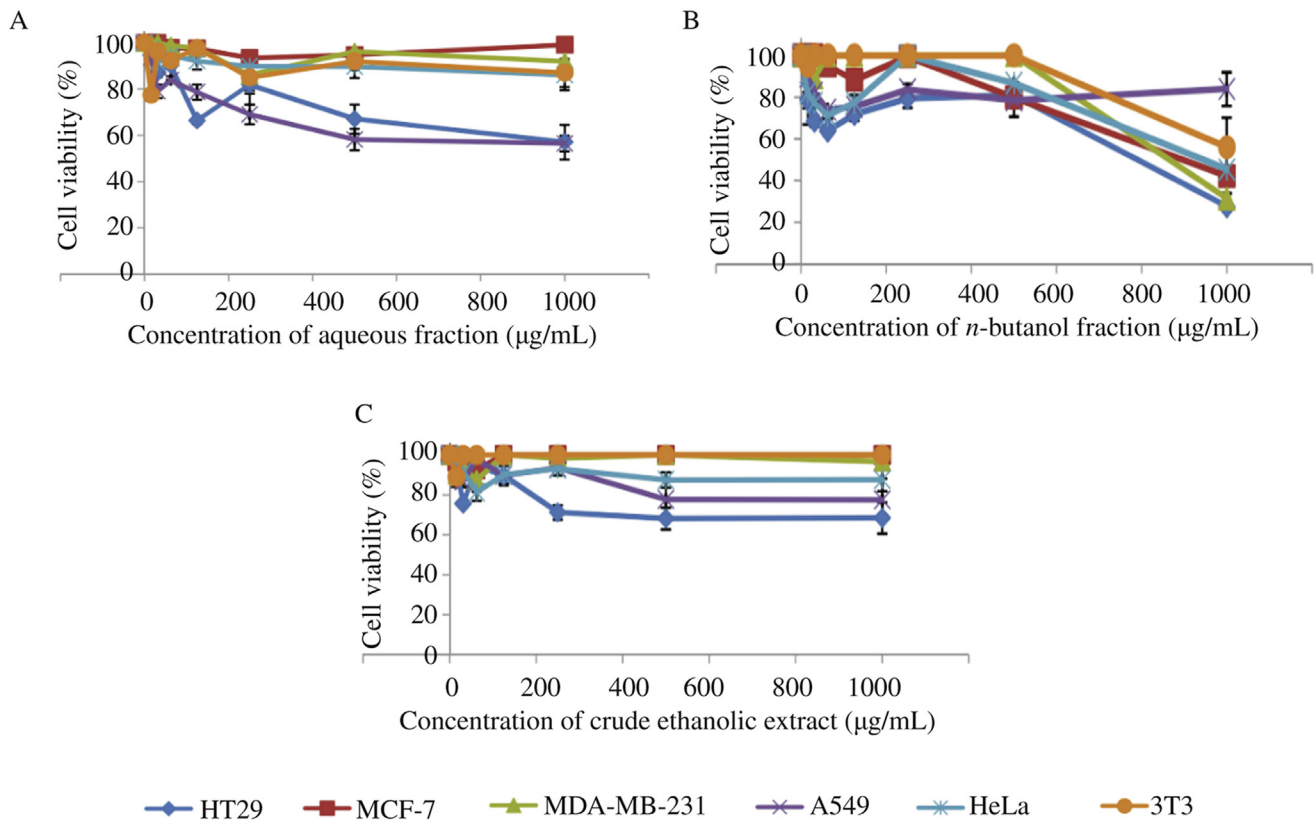 A
Cell viability (%)
100
80
60
40
20
0
0 200 400 600 800 1000
Concentration of aqueous fraction (μg/mL)
B
Cell viability (%)
100
80
60
40
20
0
0 200 400 600 800 1000
Concentration of n-butanol fraction (μg/mL)
C
Cell viability (%)
100
80
60
40
20
0
0 200 400 600 800 1000
Concentration of crude ethanolic extract (μg/mL)
HT29 MCF-7 MDA-MB-231 A549 HeLa 3T3